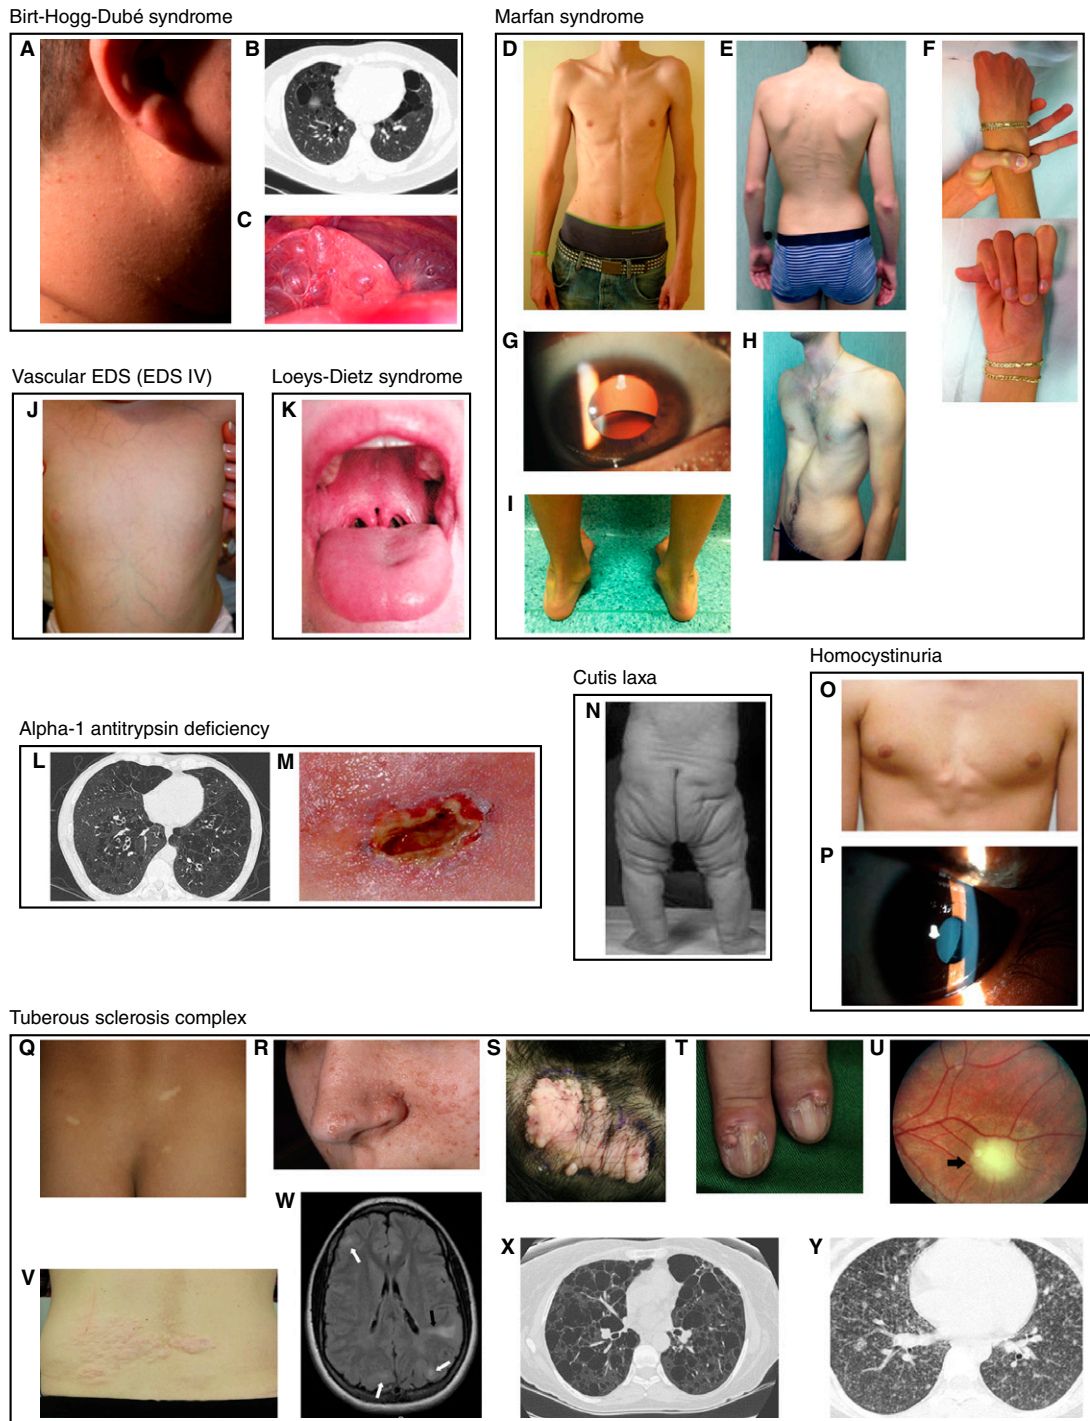 Birt-Hogg-Dubé syndrome
A
B
C
Marfan syndrome
D
E
F
G
H
I
Vascular EDS (EDS IV)
J
Loeys-Dietz syndrome
K
Alpha-1 antitrypsin deficiency
L
M
Cutis laxa
N
Homocystinuria
O
P
Tuberous sclerosis complex
Q
R
S
T
U
V
W
X
Y